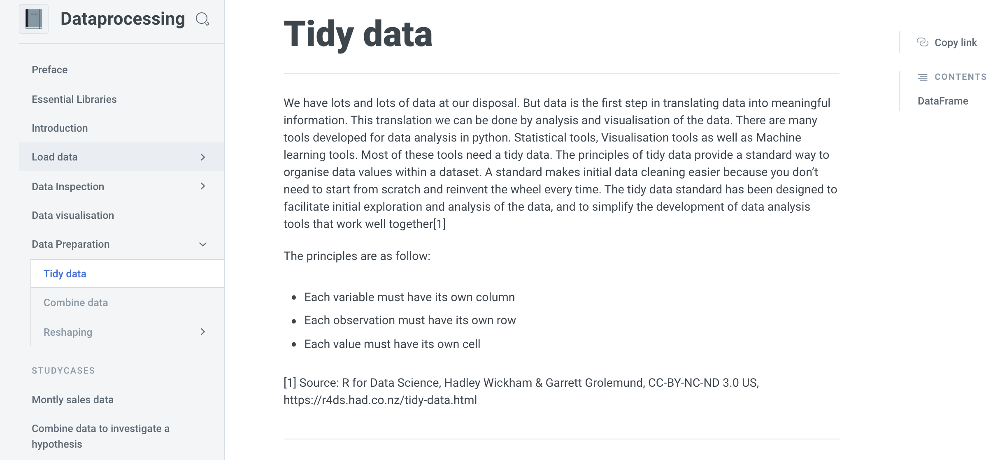 Dataprocessing
Preface
Essential Libraries
Introduction
Load data
Data Inspection
Data visualisation
Data Preparation
Tidy data
Combine data
Reshaping
STUDYCASES
Montly sales data
Combine data to investigate a
hypothesis
Tidy data
We have lots and lots of data at our disposal. But data is the first step in translating data into meaningful
information. This translation we can be done by analysis and visualisation of the data. There are many
tools developed for data analysis in python. Statistical tools, Visualisation tools as well as Machine
learning tools. Most of these tools need a tidy data. The principles of tidy data provide a standard way to
organise data values within a dataset. A standard makes initial data cleaning easier because you don’t
need to start from scratch and reinvent the wheel every time. The tidy data standard has been designed to
facilitate initial exploration and analysis of the data, and to simplify the development of data analysis
tools that work well together[1]
The principles are as follow:
• Each variable must have its own column
• Each observation must have its own row
• Each value must have its own cell
[1] Source: R for Data Science, Hadley Wickham & Garrett Grolemund, CC-BY-NC-ND 3.0 US,
https://r4ds.had.co.nz/tidy-data.html
Copy link
CONTENTS
DataFrame